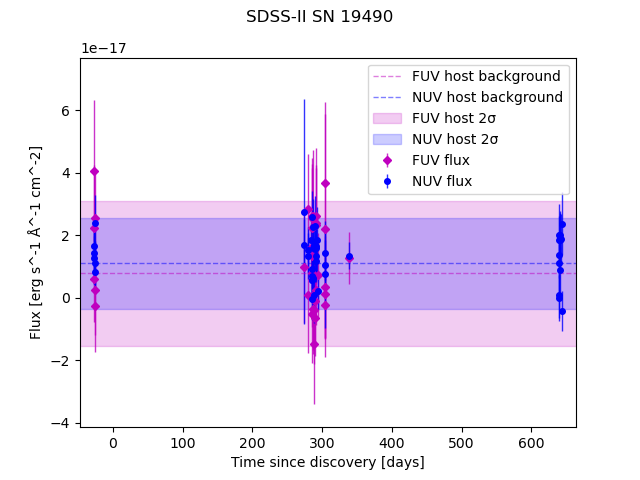 SDSS-II SN 19490
1e−17
FUV host background
NUV host background
FUV host 2σ
NUV host 2σ
FUV flux
NUV flux
6
4
2
0
−2
−4
Flux [erg s^-1 Å^-1 cm^-2]
0 100 200 300 400 500 600
Time since discovery [days]